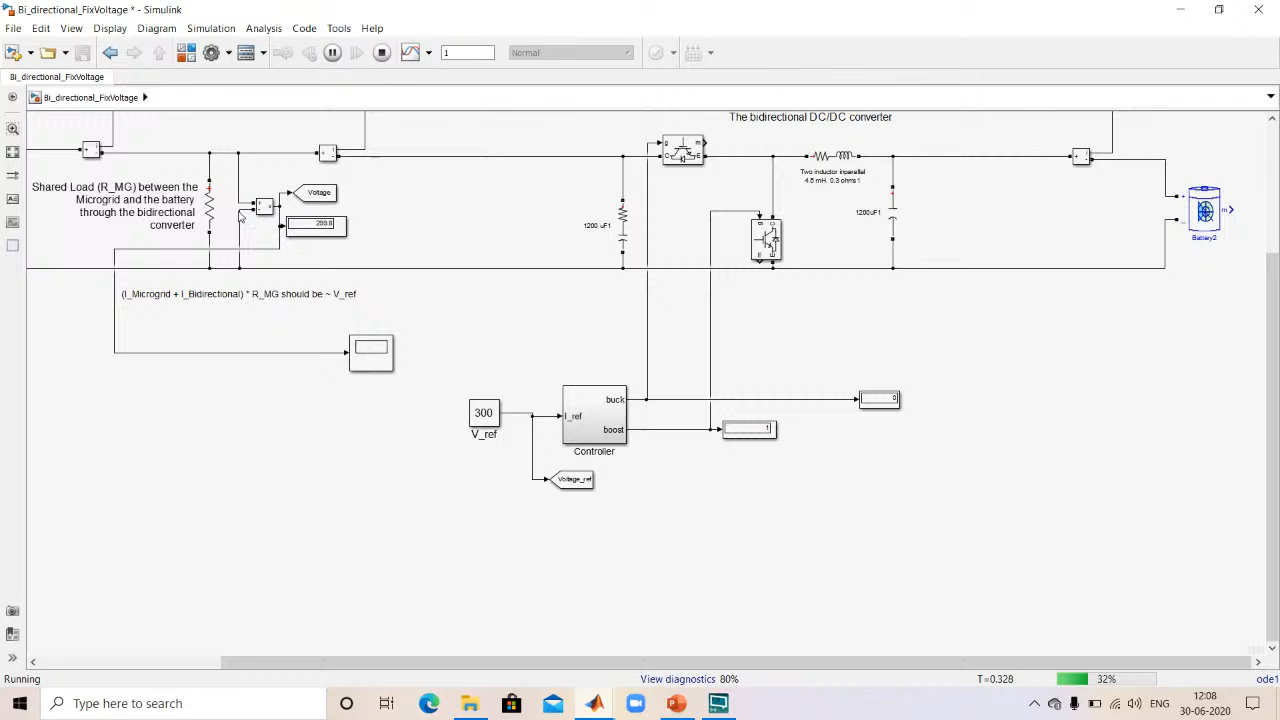 Bi_directional_FixVoltage * - Simulink
File Edit View Display Diagram Simulation Analysis Code Tools Help
1
Normal
Bi_directional_FixVoltage
Bi_directional_FixVoltage
The bidirectional DC/DC converter
Shared Load (R_MG) between the
Microgrid and the battery
through the bidirectional
converter
Voltage
299.8
g
m
C
E
Two inductor inparallel
4.5 mH, 0.3 ohms1
1200 uF1
1200uF1
m
Battery2
(I_Microgrid + I_Bidirectional) * R_MG should be ~ V_ref
300
V_ref
I_ref
buck
boost
Controller
0
1
Voltage_ref
Running
View diagnostics 80%
T=0.328
32%
ode1
Type here to search
ENG
12:08
30-06-2020